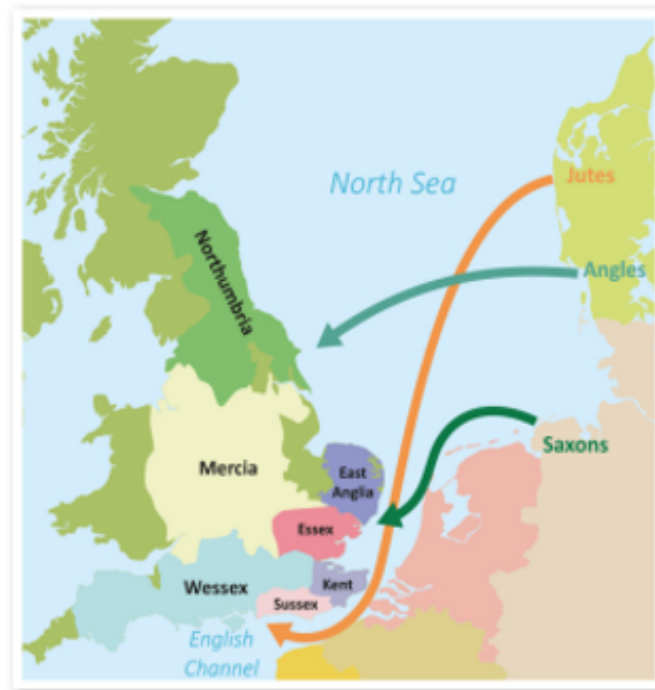 Jutes
North Sea
Northumbria
Angles
Saxons
Mercia
East
Anglia
Essex
Wessex
Kent
Sussex
English
Channel